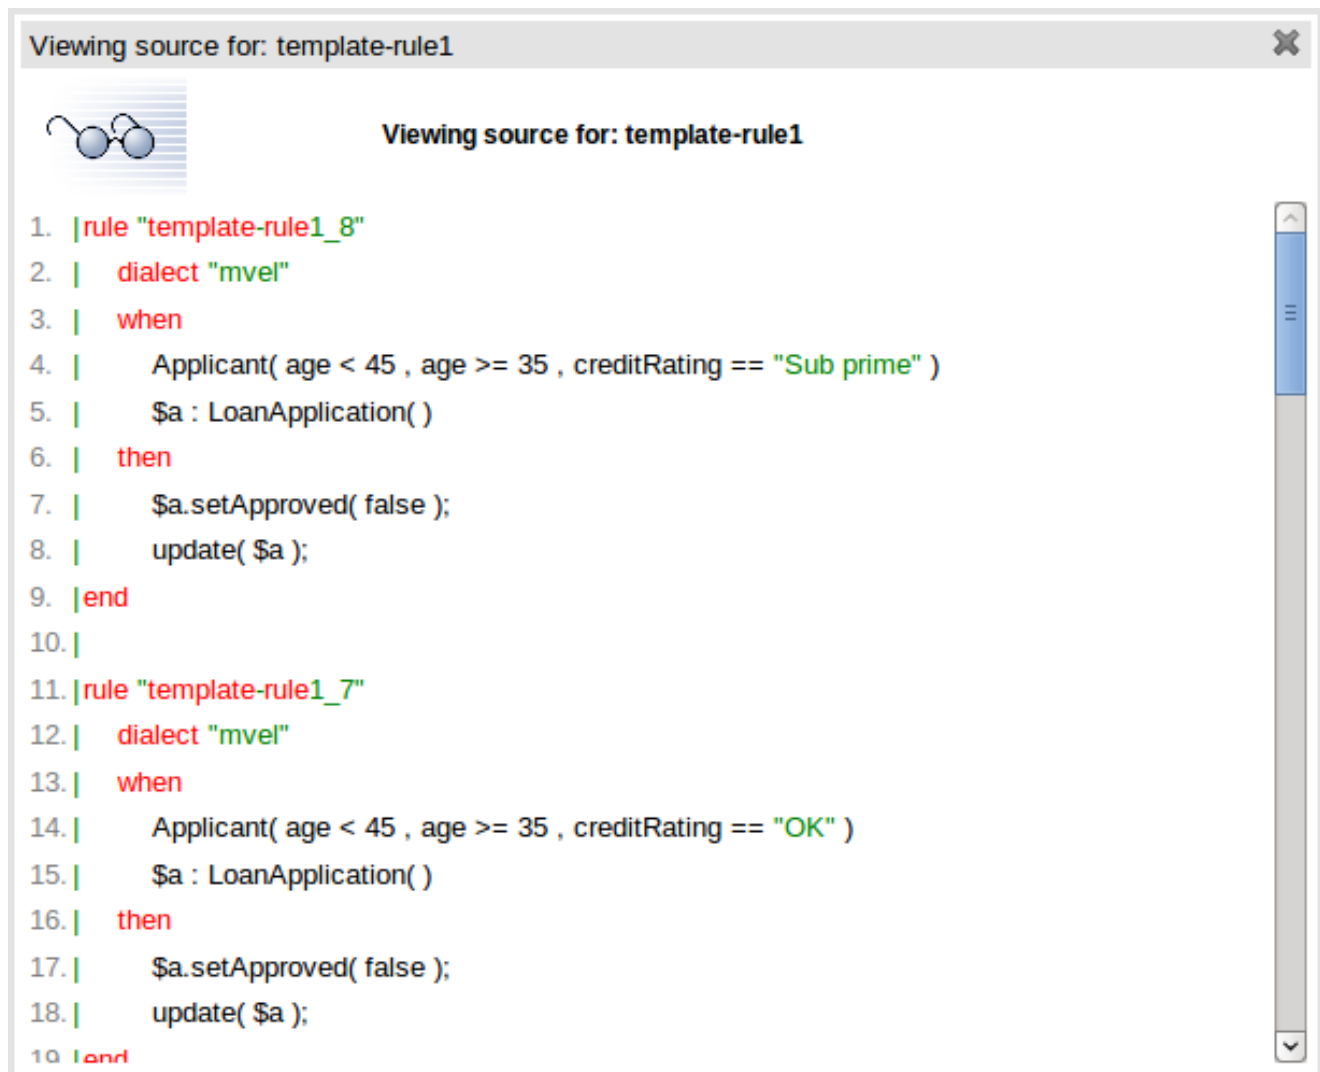 Viewing source for: template-rule1
Viewing source for: template-rule1
1. |rule "template-rule1_8"
2. | dialect "mvel"
3. | when
4. | Applicant( age < 45 , age >= 35 , creditRating == "Sub prime" )
5. | $a : LoanApplication( )
6. | then
7. | $a.setApproved( false );
8. | update( $a );
9. |end
10. |
11. |rule "template-rule1_7"
12. | dialect "mvel"
13. | when
14. | Applicant( age < 45 , age >= 35 , creditRating == "OK" )
15. | $a : LoanApplication( )
16. | then
17. | $a.setApproved( false );
18. | update( $a );
19. |end